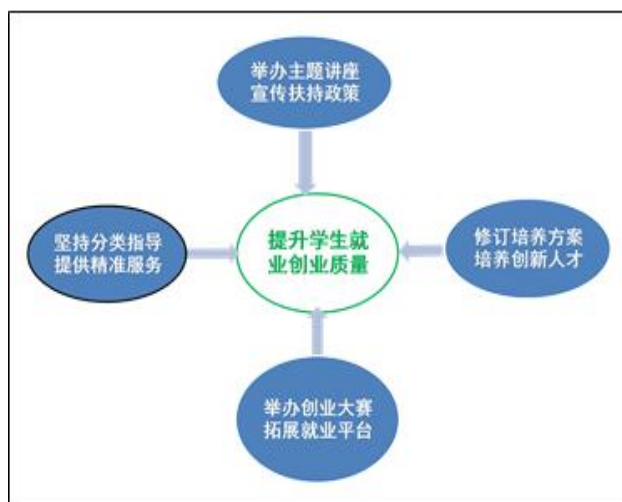 举办主题讲座
宣传扶持政策
坚持分类指导
提供精准服务
提升学生就
业创业质量
修订培养方案
培养创新人才
举办创业大赛
拓展就业平台